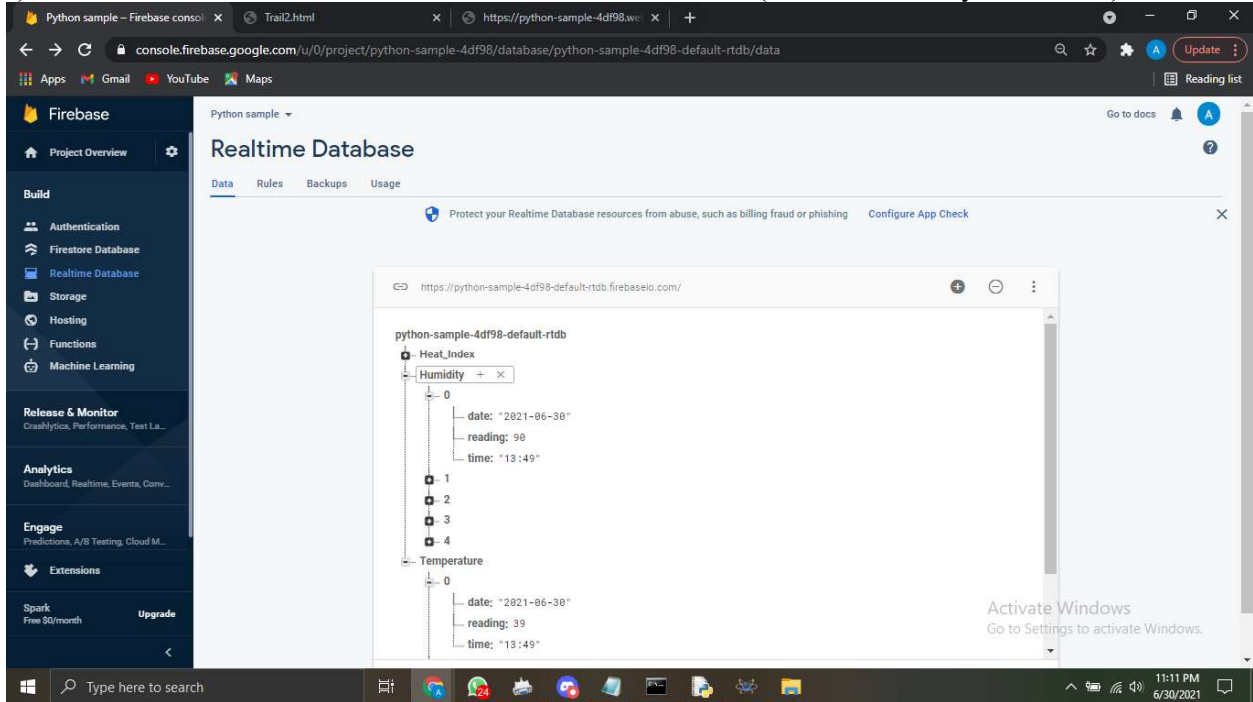 Python sample – Firebase consol
Trail2.html
https://python-sample-4df98.we
console.firebase.google.com/u/0/project/python-sample-4df98/database/python-sample-4df98-default-rtdb/data
A
Update
Apps
Gmail
YouTube
Maps
Reading list
Firebase
Python sample
Go to docs
A
Project Overview
Realtime Database
Data
Rules
Backups
Usage
Build
Protect your Realtime Database resources from abuse, such as billing fraud or phishing
Configure App Check
Authentication
Firestore Database
Realtime Database
Storage
Hosting
Functions
Machine Learning
https://python-sample-4df98-default-rtdb.firebaseio.com/
python-sample-4df98-default-rtdb
Heat_Index
Humidity + ×
0
date: "2021-06-30"
reading: 90
time: "13:49"
1
2
3
4
Temperature
0
date: "2021-06-30"
reading: 39
time: "13:49"
Release & Monitor
Crashlytics, Performance, Test La...
Analytics
Dashboard, Realtime, Events, Conv...
Engage
Predictions, A/B Testing, Cloud M...
Extensions
Spark
Free $0/month
Upgrade
Activate Windows
Go to Settings to activate Windows.
Type here to search
24
11:11 PM
6/30/2021